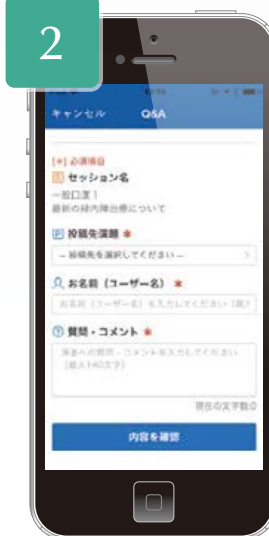 2
キャンセル Q&A
[*] 必須項目
セッション名
一般口演1
最新の緑内障治療について
投稿先演題 *
– 投稿先を選択してください –
お名前（ユーザー名） *
お名前（ユーザー名）を入力してください（最
質問・コメント *
演者への質問・コメントを入力してください
（最大140文字）
現在の文字数:0
内容を確認